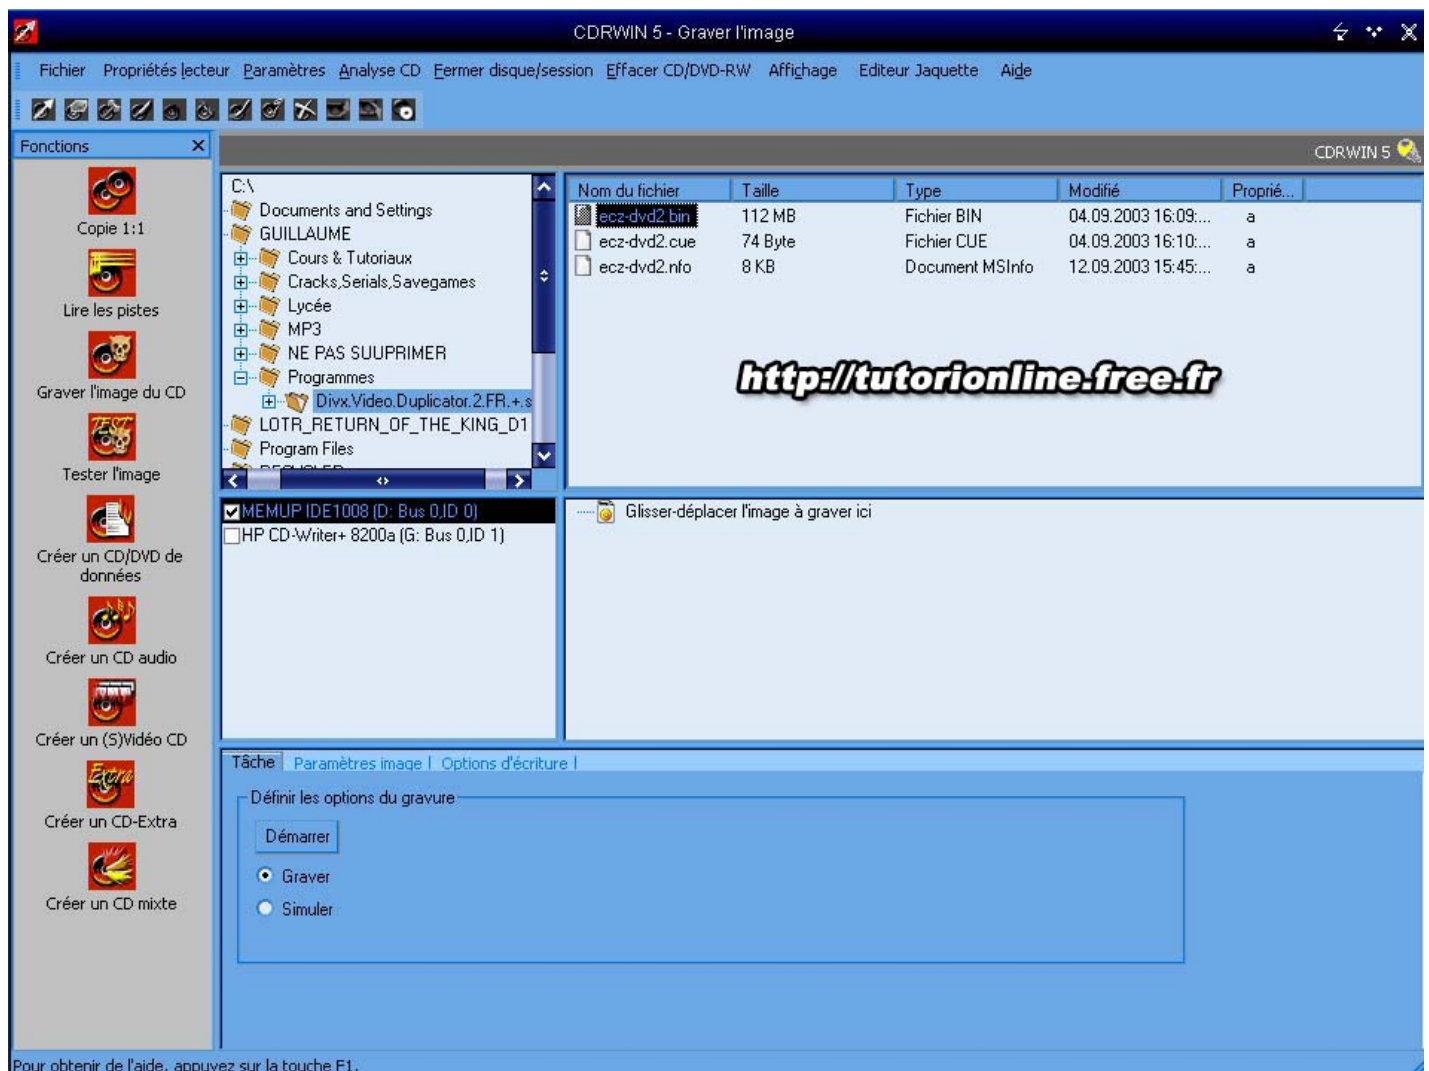 CDRWIN 5 - Graver l'image
Fichier Propriétés lecteur Paramètres Analyse CD Fermer disque/session Effacer CD/DVD-RW Affichage Editeur Jaquette Aide
Fonctions
CDRWIN 5
Copie 1:1
Lire les pistes
Graver l'image du CD
TEST
Tester l'image
Créer un CD/DVD de
données
Créer un CD audio
Créer un (S)Vidéo CD
Extra
Créer un CD-Extra
Créer un CD mixte
C:\
Documents and Settings
GUILLAUME
Cours & Tutoriaux
Cracks,Serials,Savegames
Lycée
MP3
NE PAS SUUPRIMER
Programmes
Divx.Video.Duplicator.2.FR.+.s
LOTR_RETURN_OF_THE_KING_D1
Program Files
Nom du fichier Taille Type Modifié Proprié...
ecz-dvd2.bin 112 MB Fichier BIN 04.09.2003 16:09:... a
ecz-dvd2.cue 74 Byte Fichier CUE 04.09.2003 16:10:... a
ecz-dvd2.nfo 8 KB Document MSInfo 12.09.2003 15:45:... a
http://tutorionline.free.fr
MEMUP IDE1008 (D: Bus 0,ID 0)
HP CD-Writer+ 8200a (G: Bus 0,ID 1)
Glisser-déplacer l'image à graver ici
Tâche Paramètres image Options d'écriture
Définir les options du gravure
Démarrer
Graver
Simuler
Pour obtenir de l'aide, appuyez sur la touche F1.